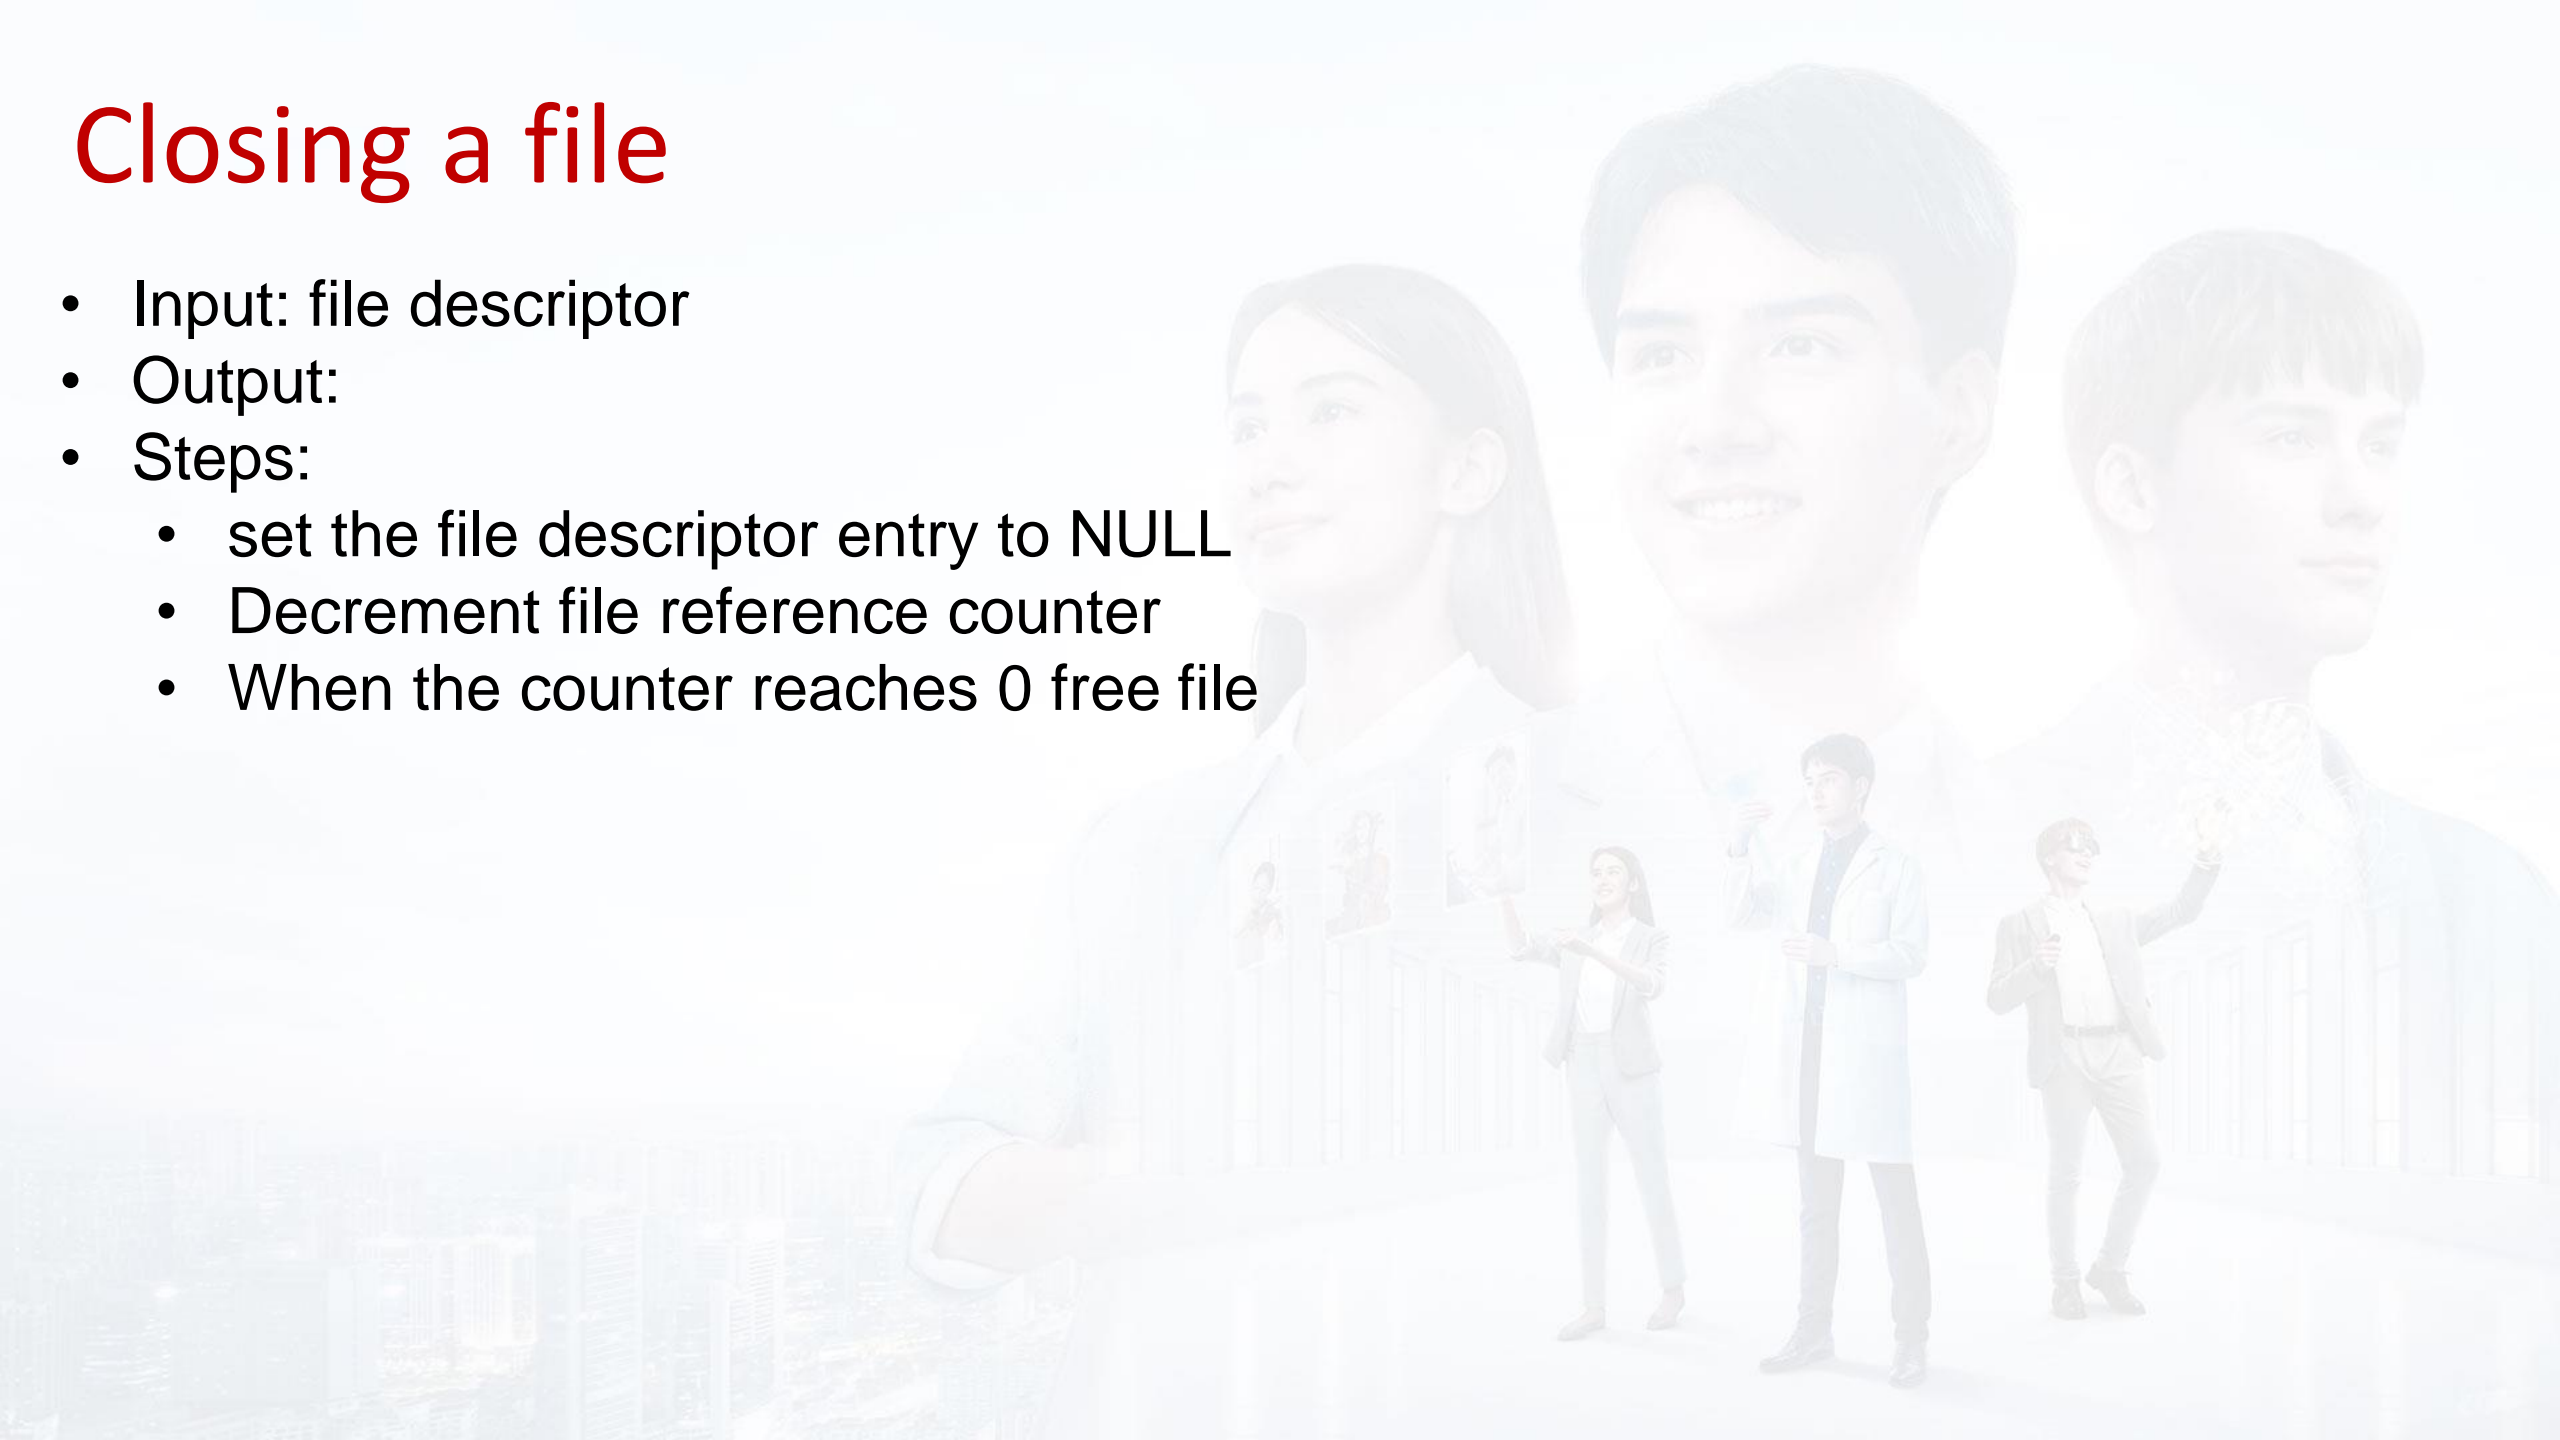 Closing a file
• Input: file descriptor
• Output:
• Steps:
• set the file descriptor entry to NULL
• Decrement file reference counter
• When the counter reaches 0 free file